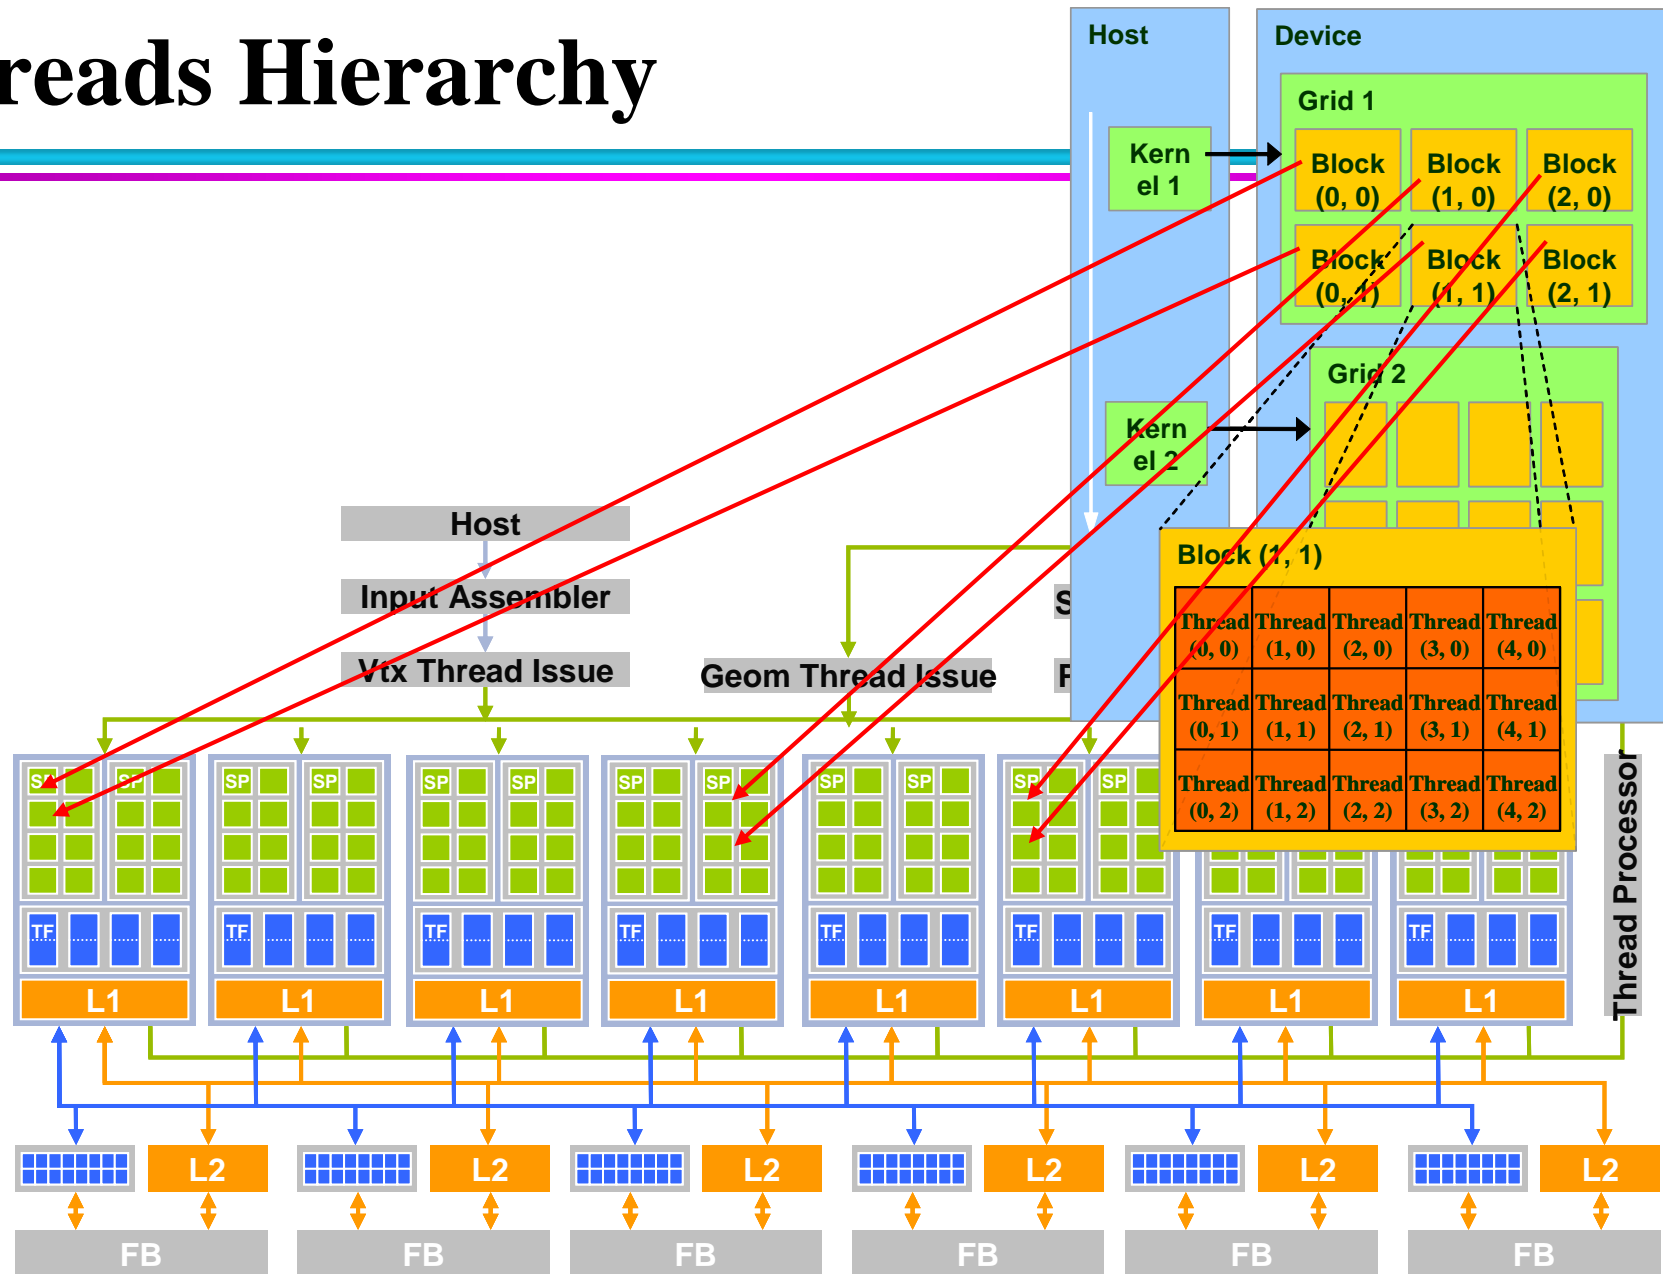 reads Hierarchy
Host
Device
Grid 1
Kern
el 1
Block
(0, 0)
Block
(1, 0)
Block
(2, 0)
Block
(0, 1)
Block
(1, 1)
Block
(2, 1)
Grid 2
Kern
el 2
Block (1, 1)
Thread
(0, 0)
Thread
(1, 0)
Thread
(2, 0)
Thread
(3, 0)
Thread
(4, 0)
Thread
(0, 1)
Thread
(1, 1)
Thread
(2, 1)
Thread
(3, 1)
Thread
(4, 1)
Thread
(0, 2)
Thread
(1, 2)
Thread
(2, 2)
Thread
(3, 2)
Thread
(4, 2)
Host
Input Assembler
Vtx Thread Issue
Geom Thread Issue
S
Thread Processor
SP SP SP SP SP SP SP SP SP SP SP SP
TF TF TF TF TF TF TF TF
L1 L1 L1 L1 L1 L1 L1 L1
L2 L2 L2 L2 L2 L2
FB FB FB FB FB FB